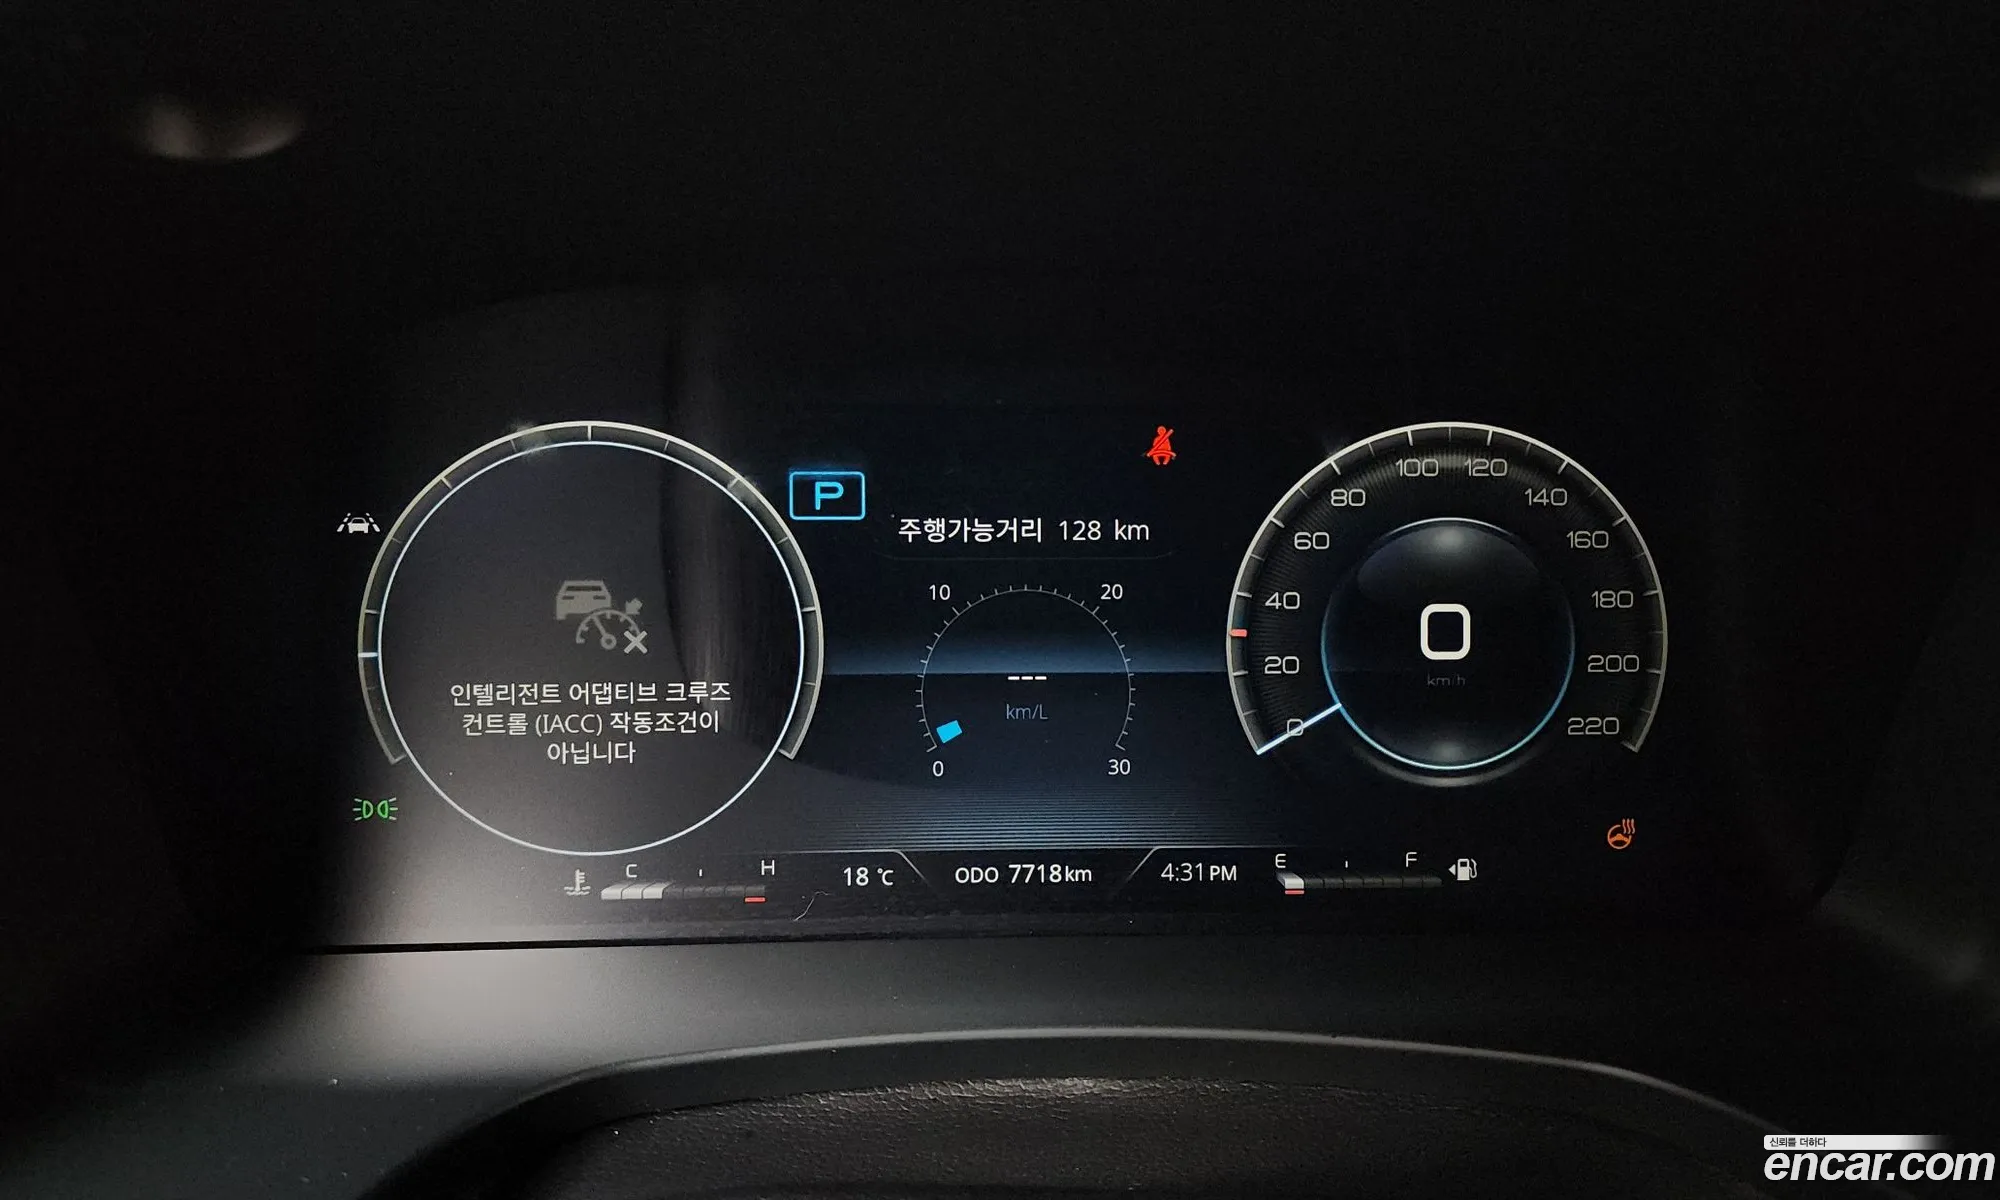 P
주행가능거리 128 km
100 120
80 140
60 160
40 180
20 200
0 220
0
km/h
10 20
---
km/L
0 30
인텔리전트 어댑티브 크루즈
컨트롤 (IACC) 작동조건이
아닙니다
C H
18 ℃
ODO 7718km
4:31PM
E F
신뢰를 더하다
encar.com